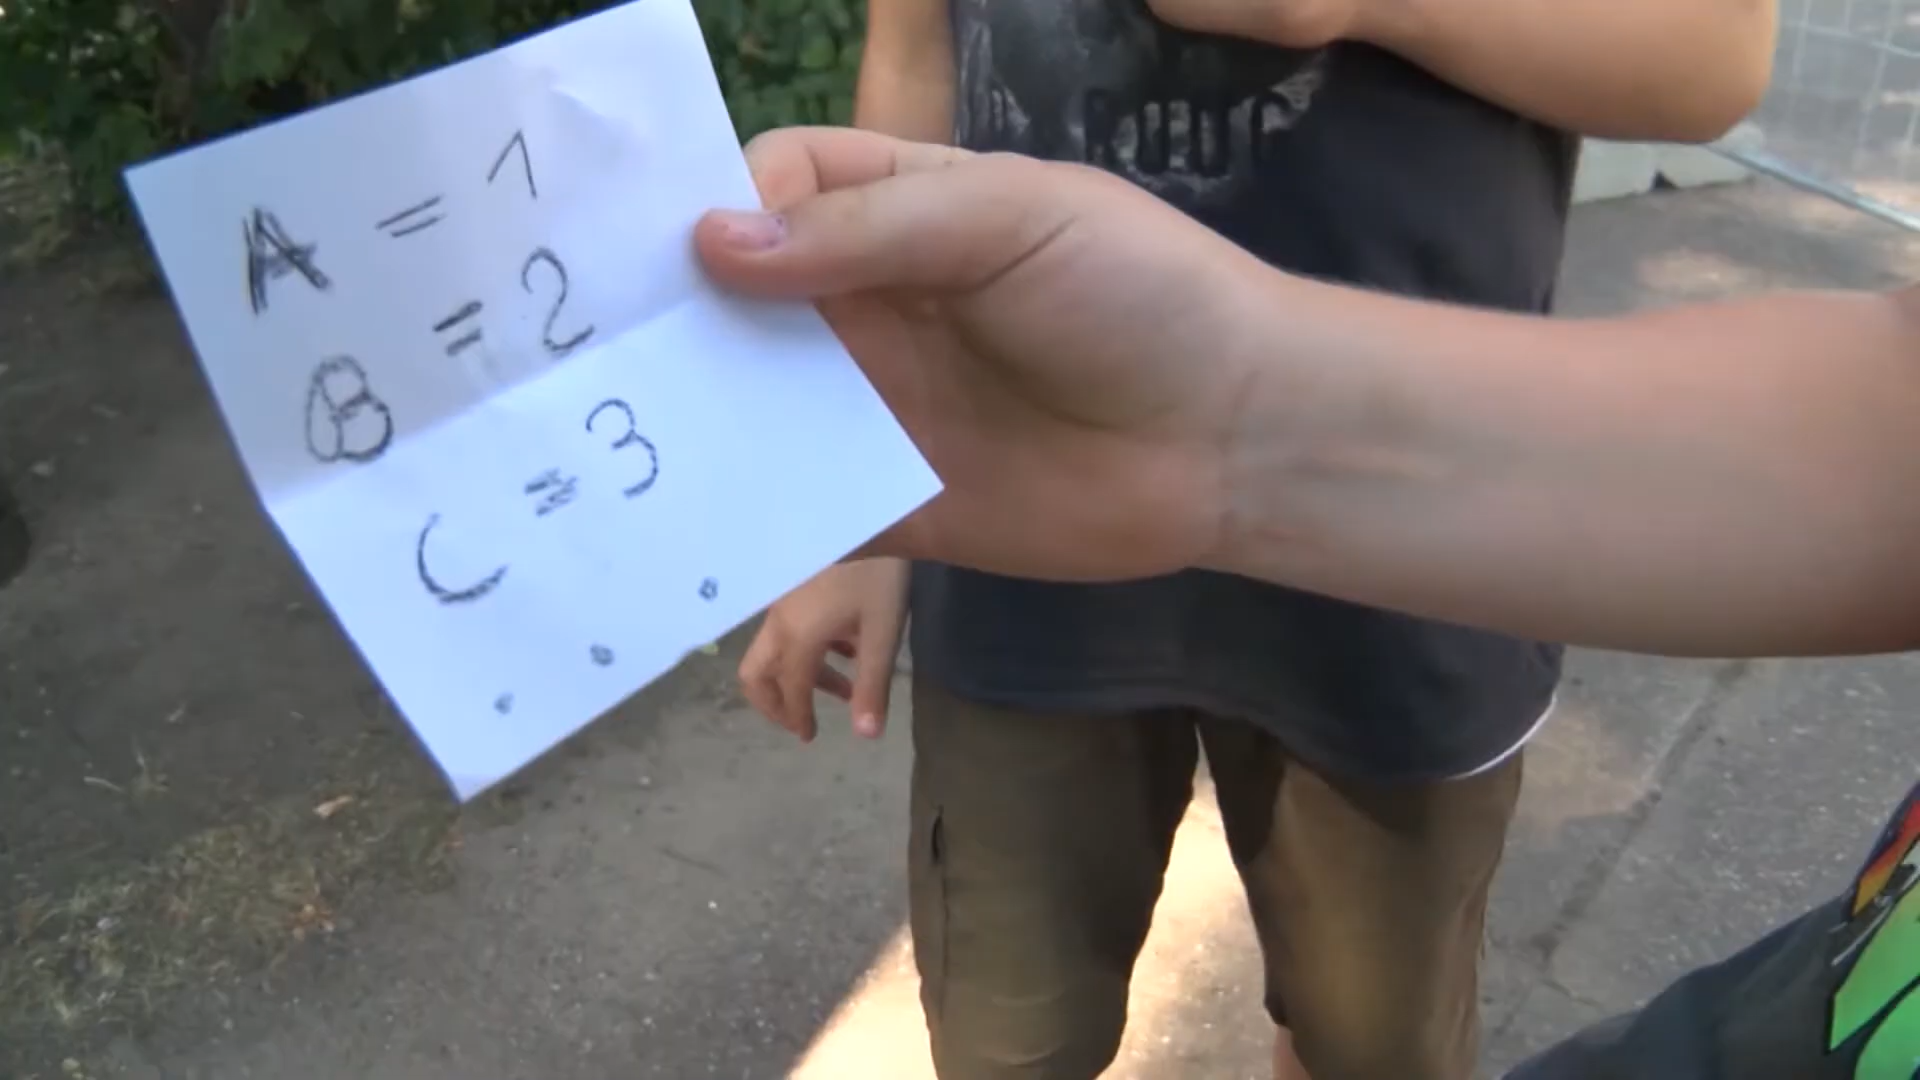 A = 1
B = 2
C = 3
...